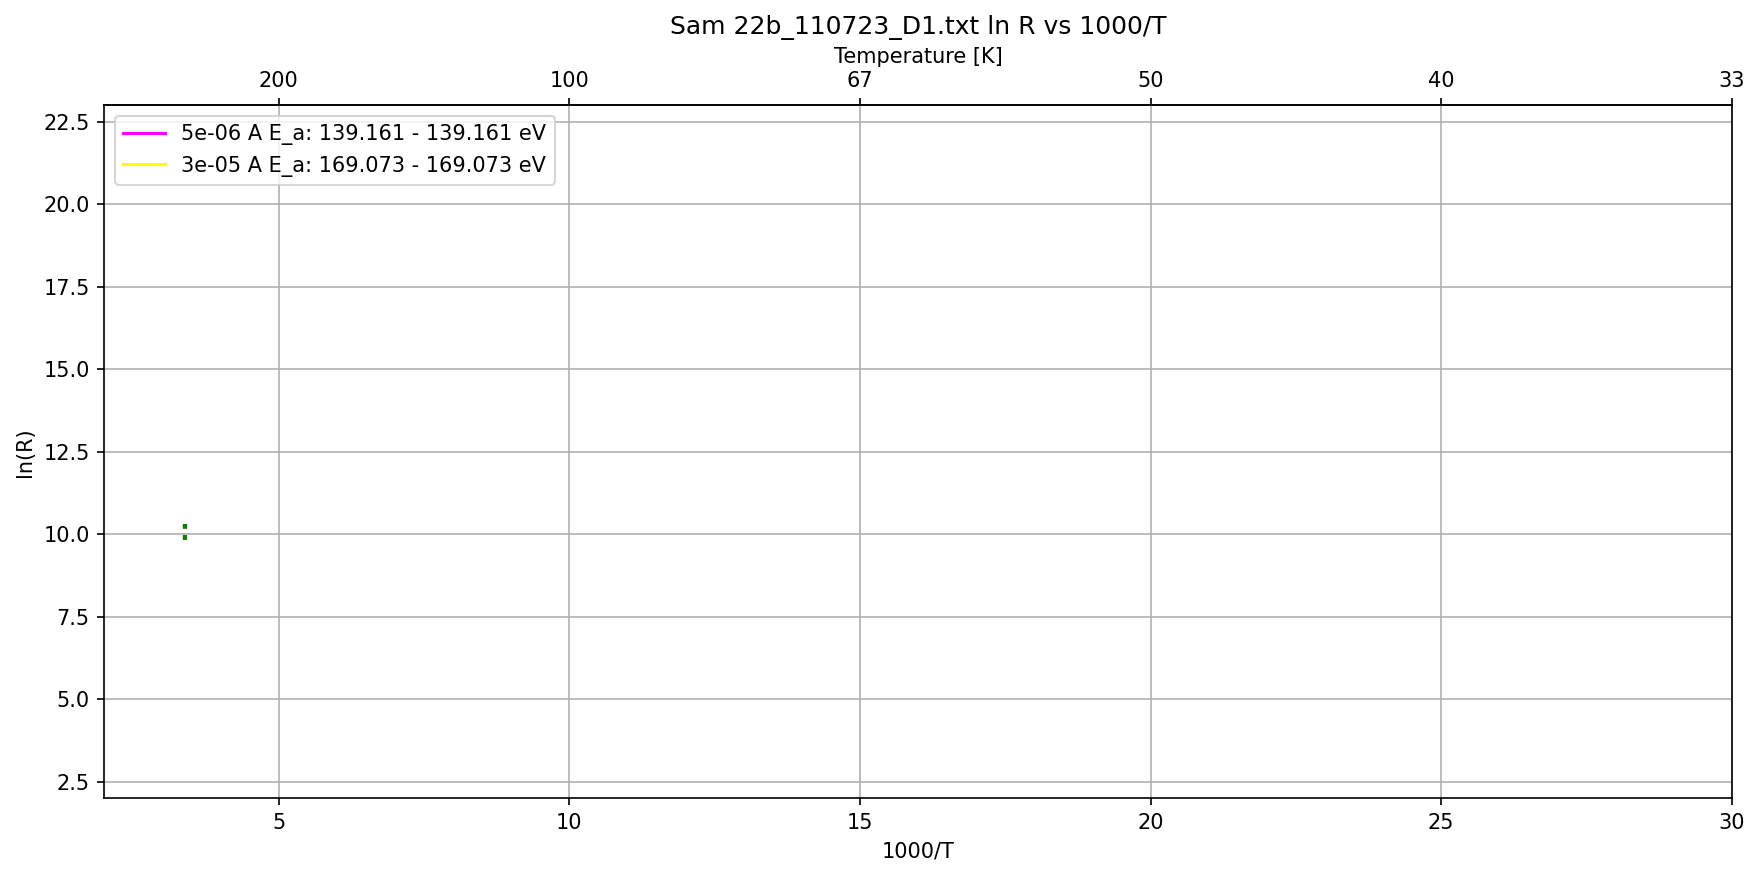 Sam 22b_110723_D1.txt ln R vs 1000/T
Temperature [K]
200 100 67 50 40 33
5e-06 A E_a: 139.161 - 139.161 eV
3e-05 A E_a: 169.073 - 169.073 eV
22.5
20.0
17.5
15.0
12.5
10.0
7.5
5.0
2.5
ln(R)
5 10 15 20 25 30
1000/T